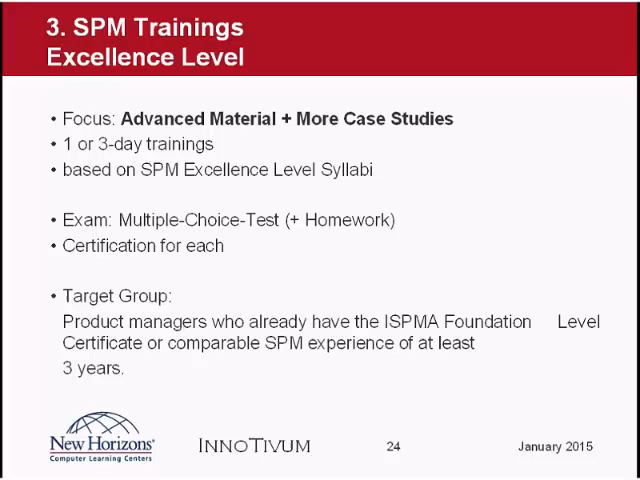 3. SPM Trainings
Excellence Level
• Focus: Advanced Material + More Case Studies
• 1 or 3-day trainings
• based on SPM Excellence Level Syllabi
• Exam: Multiple-Choice-Test (+ Homework)
• Certification for each
• Target Group:
Product managers who already have the ISPMA Foundation Level
Certificate or comparable SPM experience of at least
3 years.
New Horizons®
Computer Learning Centers
INNOTIVUM
24
January 2015